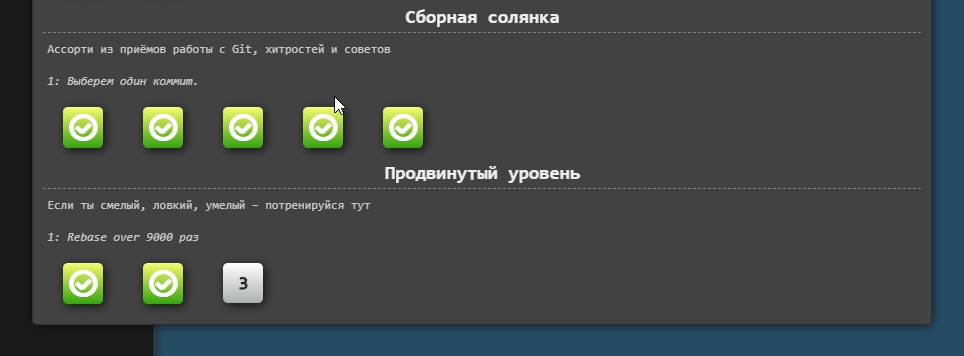 Сборная солянка
Ассорти из приёмов работы с Git, хитростей и советов
1: Выберем один коммит.
Продвинутый уровень
Если ты смелый, ловкий, умелый – потренируйся тут
1: Rebase over 9000 раз
3